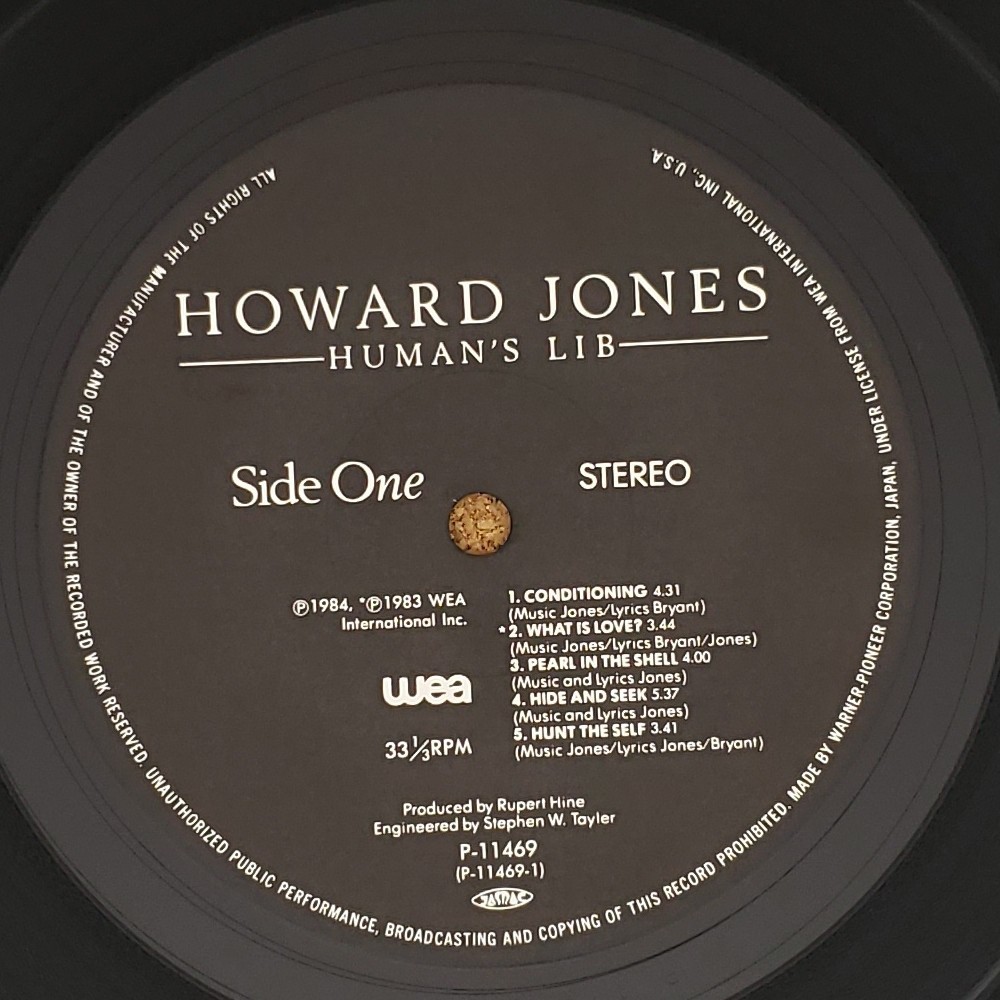 HOWARD JONES
HUMAN'S LIB
Side One
STEREO
℗1984, *℗1983 WEA
International Inc.
wea
33⅓RPM
1. CONDITIONING 4.31
(Music Jones/Lyrics Bryant)
*2. WHAT IS LOVE? 3.44
(Music Jones/Lyrics Bryant/Jones)
3. PEARL IN THE SHELL 4.00
(Music and Lyrics Jones)
4. HIDE AND SEEK 5.37
(Music and Lyrics Jones)
5. HUNT THE SELF 3.41
(Music Jones/Lyrics Jones/Bryant)
Produced by Rupert Hine
Engineered by Stephen W. Tayler
P-11469
(P-11469-1)
JASRAC
ALL RIGHTS OF THE MANUFACTURER AND OF THE OWNER OF THE RECORDED WORK RESERVED. UNAUTHORIZED PUBLIC PERFORMANCE, BROADCASTING AND COPYING OF THIS RECORD PROHIBITED. MADE BY WARNER-PIONEER CORPORATION, JAPAN, UNDER LICENSE FROM WEA INTERNATIONAL INC., U.S.A.